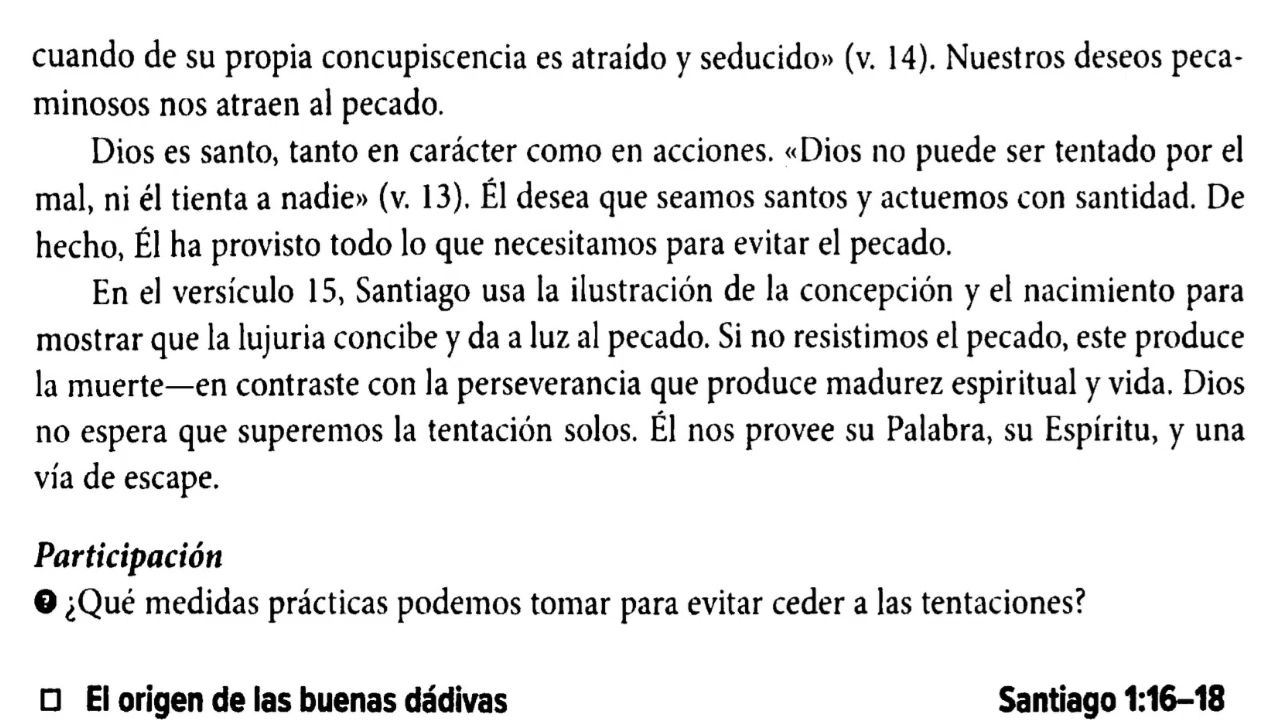 cuando de su propia concupiscencia es atraído y seducido» (v. 14). Nuestros deseos peca-
minosos nos atraen al pecado.
Dios es santo, tanto en carácter como en acciones. «Dios no puede ser tentado por el
mal, ni él tienta a nadie» (v. 13). Él desea que seamos santos y actuemos con santidad. De
hecho, Él ha provisto todo lo que necesitamos para evitar el pecado.
En el versículo 15, Santiago usa la ilustración de la concepción y el nacimiento para
mostrar que la lujuria concibe y da a luz al pecado. Si no resistimos el pecado, este produce
la muerte—en contraste con la perseverancia que produce madurez espiritual y vida. Dios
no espera que superemos la tentación solos. Él nos provee su Palabra, su Espíritu, y una
vía de escape.
Participación
? ¿Qué medidas prácticas podemos tomar para evitar ceder a las tentaciones?
□ El origen de las buenas dádivas Santiago 1:16–18